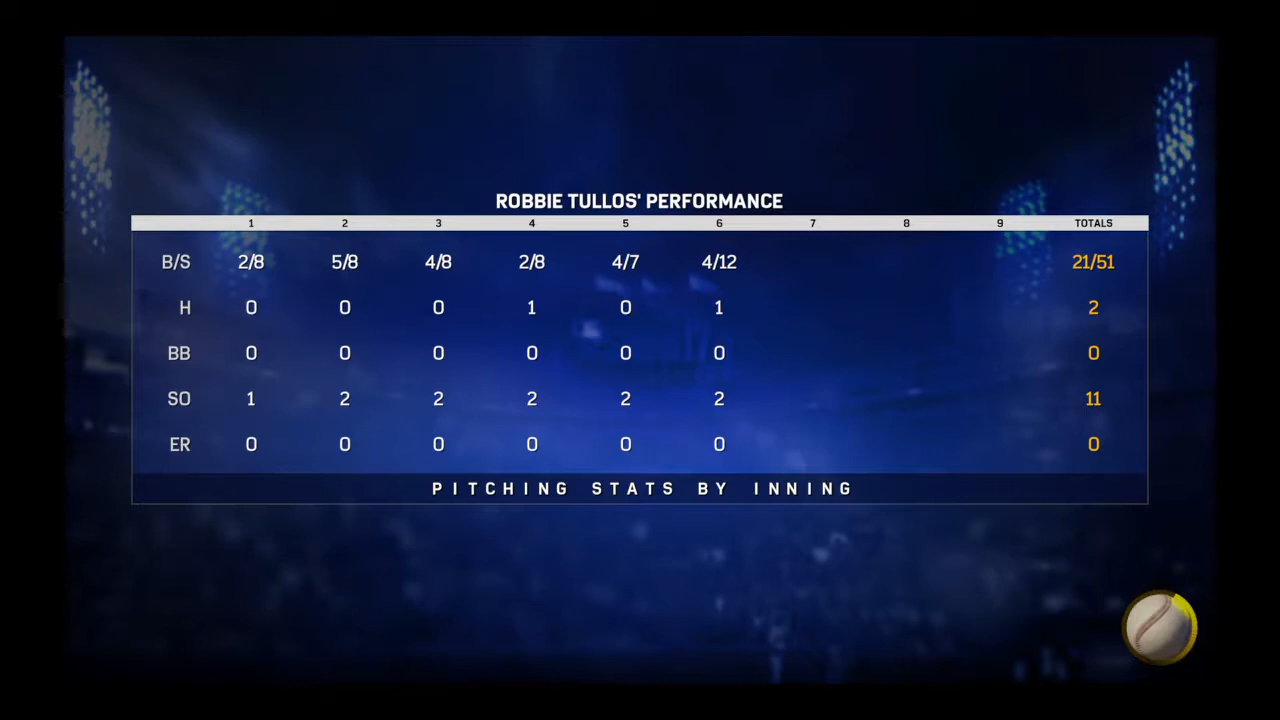 ROBBIE TULLOS' PERFORMANCE
1 2 3 4 5 6 7 8 9 TOTALS
B/S 2/8 5/8 4/8 2/8 4/7 4/12 21/51
H 0 0 0 1 0 1 2
BB 0 0 0 0 0 0 0
SO 1 2 2 2 2 2 11
ER 0 0 0 0 0 0 0
PITCHING STATS BY INNING